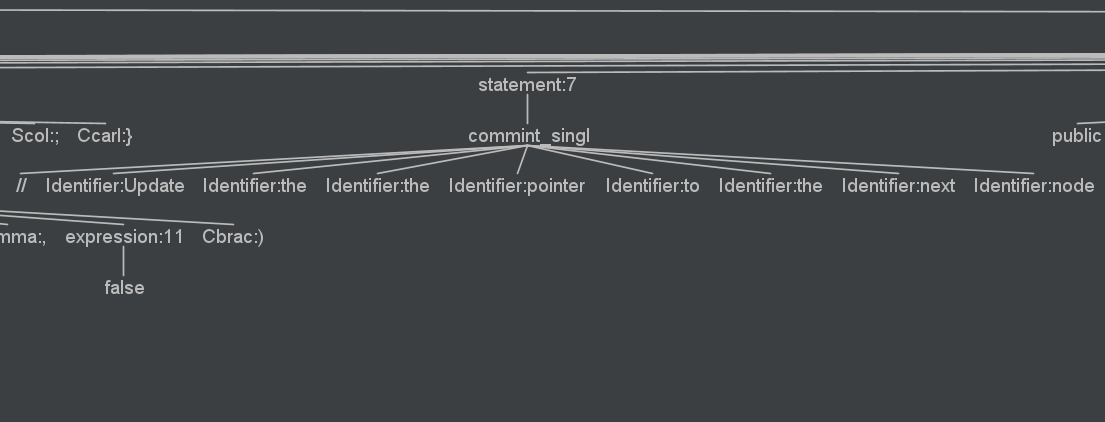 statement:7
Scol:; Ccarl:} commint_singl public
// Identifier:Update Identifier:the Identifier:the Identifier:pointer Identifier:to Identifier:the Identifier:next Identifier:node
mma:, expression:11 Cbrac:)
false